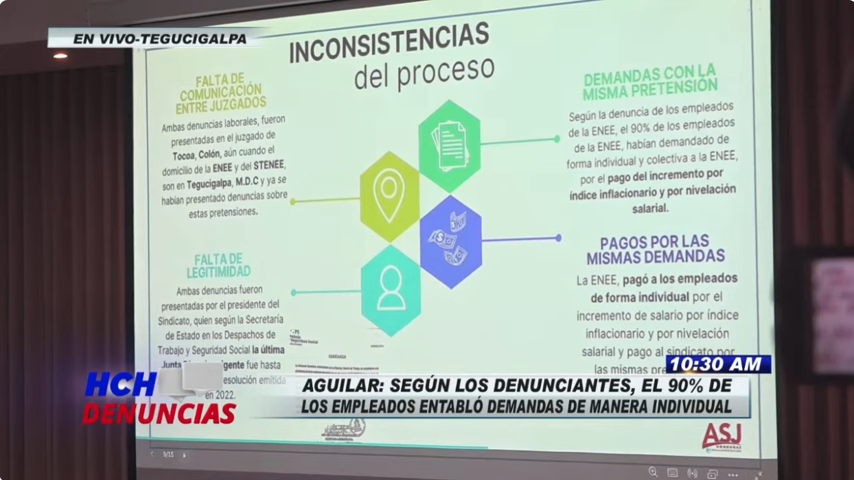 EN VIVO-TEGUCIGALPA
INCONSISTENCIAS
del proceso
FALTA DE
COMUNICACIÓN
ENTRE JUZGADOS
Ambas denuncias laborales, fueron
presentadas en el juzgado de
Tocoa, Colón, aún cuando el
domicilio de la ENEE y del STENEE,
son en Tegucigalpa, M.D.C y ya se
habían presentado denuncias sobre
estas pretensiones.
DEMANDAS CON LA
MISMA PRETENSIÓN
Según la denuncia de los empleados
de la ENEE, el 90% de los empleados
de la ENEE, habían demandado de
forma individual y colectiva a la ENEE,
por el pago del incremento por
índice inflacionario y por nivelación
salarial.
FALTA DE
LEGITIMIDAD
Ambas denuncias fueron
presentadas por el presidente del
Sindicato, quien según la Secretaría
de Estado en los Despachos de
Trabajo y Seguridad Social la última
Junta fue hasta
emitida
en 2022.
PAGOS POR LAS
MISMAS DEMANDAS
La ENEE, pagó a los empleados
de forma individual por el
incremento de salario por índice
inflacionario y por nivelación
salarial y pago al sindicato por
las mismas
10:30 AM
HCH
DENUNCIAS
AGUILAR: SEGÚN LOS DENUNCIANTES, EL 90% DE
LOS EMPLEADOS ENTABLÓ DEMANDAS DE MANERA INDIVIDUAL
ASJ
9/15